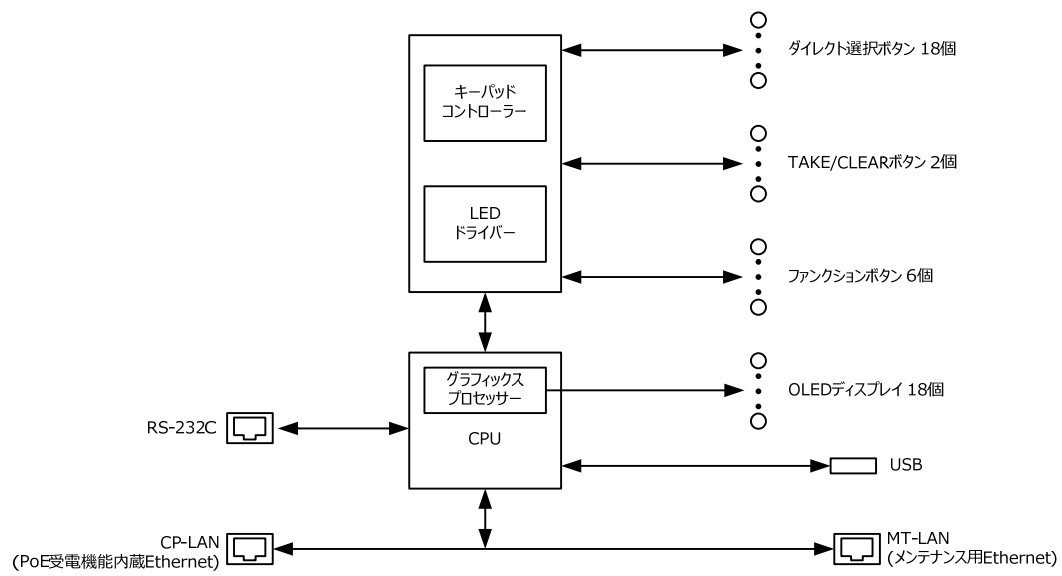 ダイレクト選択ボタン 18個
キーパッド
コントローラー
TAKE/CLEARボタン 2個
LED
ドライバー
ファンクションボタン 6個
グラフィックス
プロセッサー
OLEDディスプレイ 18個
RS-232C
CPU
USB
CP-LAN
(PoE受電機能内蔵Ethernet)
MT-LAN
(メンテナンス用Ethernet)